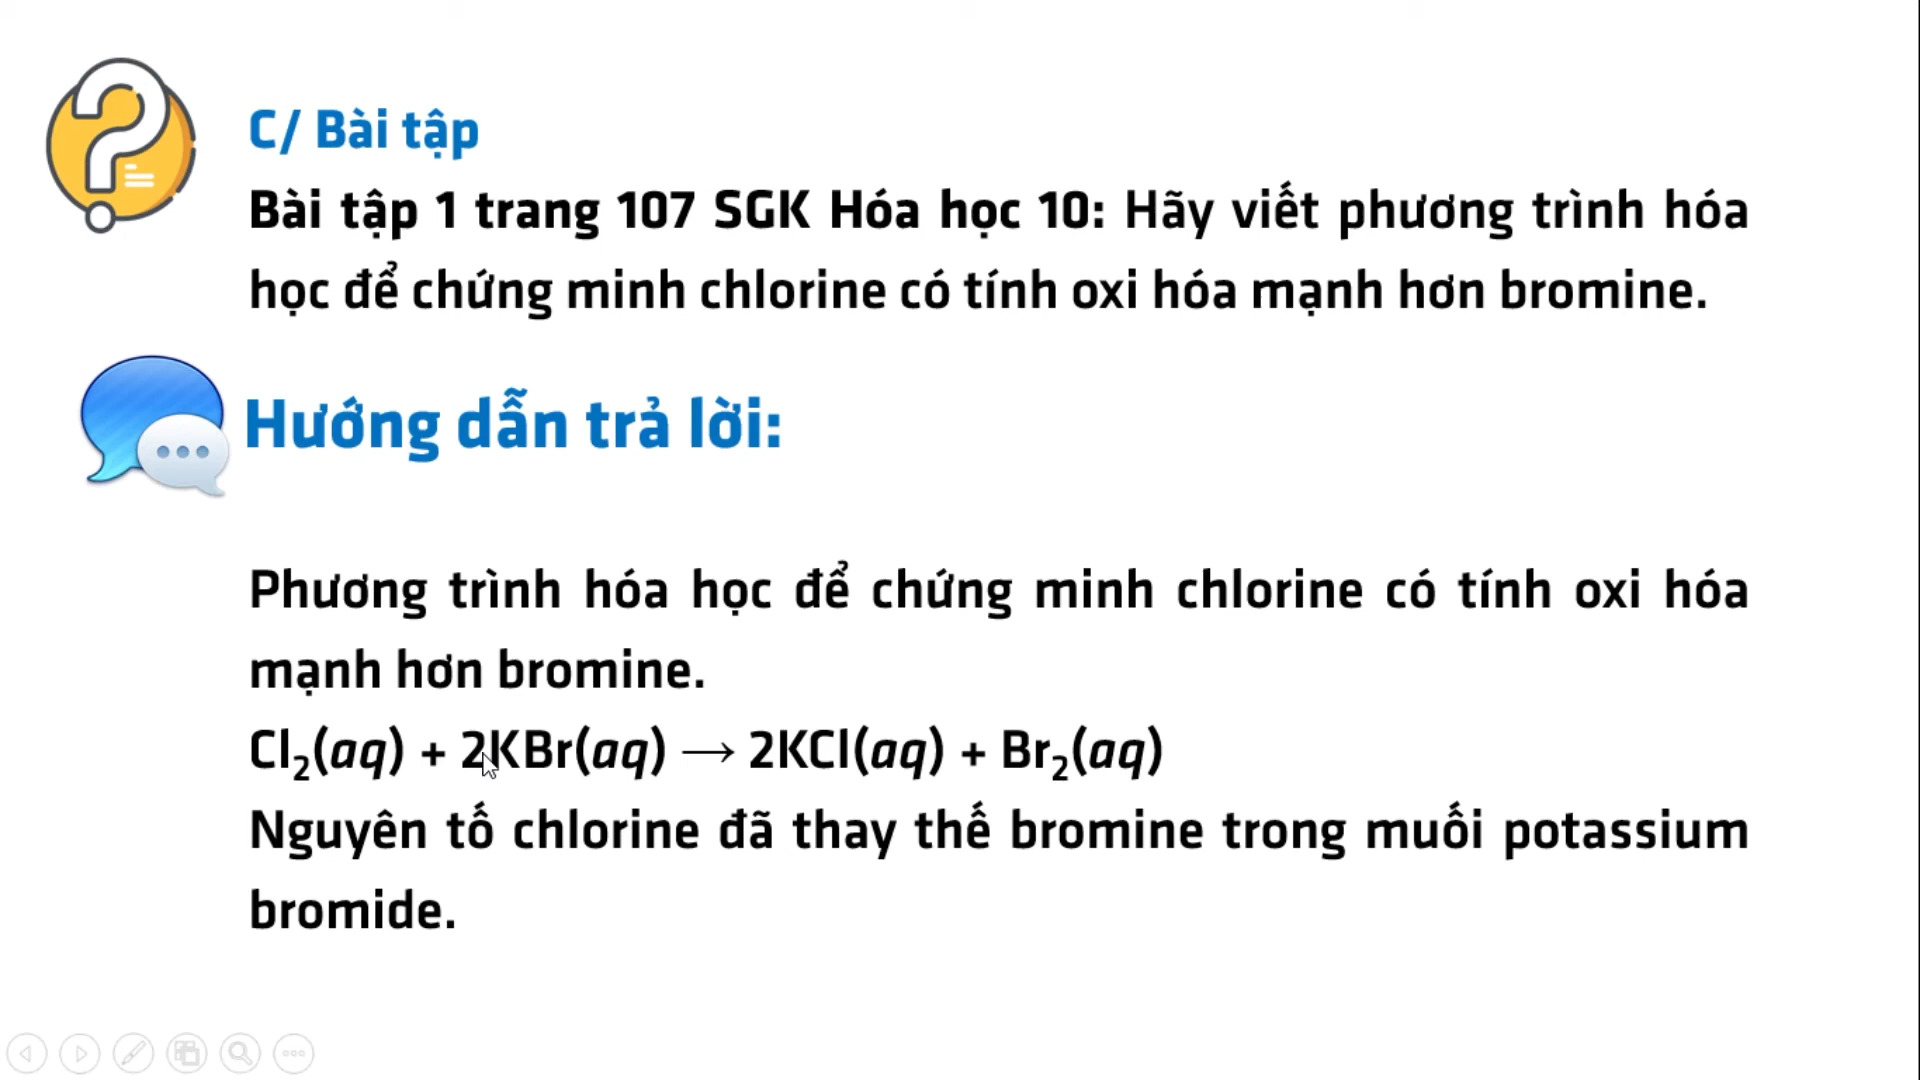 C/ Bài tập
Bài tập 1 trang 107 SGK Hóa học 10: Hãy viết phương trình hóa
học để chứng minh chlorine có tính oxi hóa mạnh hơn bromine.
Hướng dẫn trả lời:
Phương trình hóa học để chứng minh chlorine có tính oxi hóa
mạnh hơn bromine.
Cl₂(aq) + 2KBr(aq) → 2KCl(aq) + Br₂(aq)
Nguyên tố chlorine đã thay thế bromine trong muối potassium
bromide.